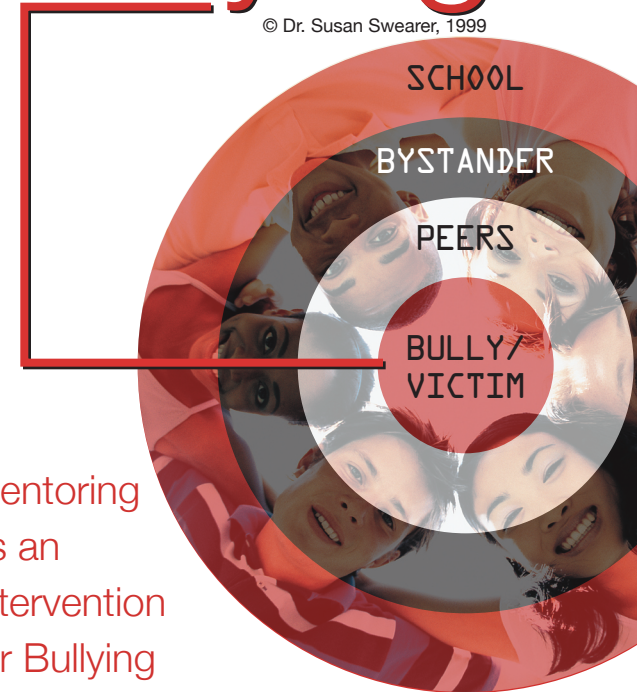 © Dr. Susan Swearer, 1999
SCHOOL
BYSTANDER
PEERS
BULLY/
VICTIM
entoring
s an
tervention
r Bullying